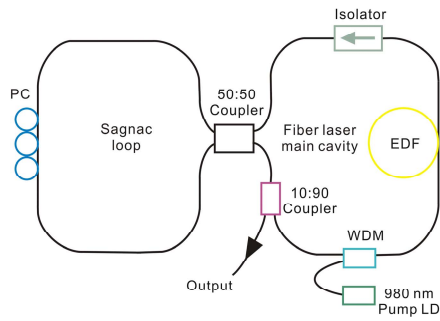 Isolator
PC
50:50
Coupler
Sagnac
loop
Fiber laser
main cavity
EDF
10:90
Coupler
WDM
Output
980 nm
Pump LD